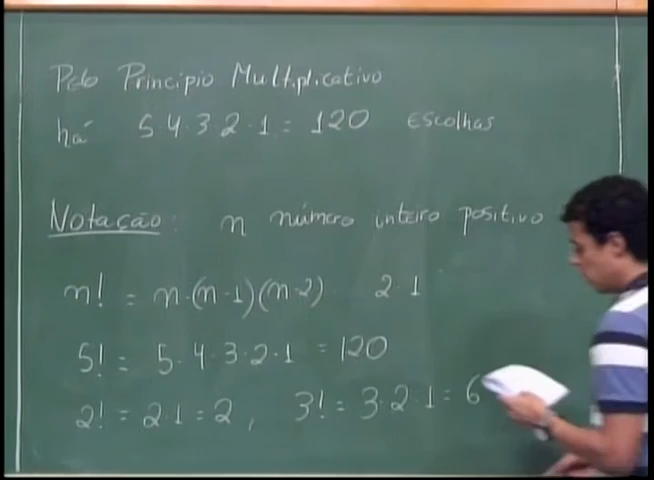 Pelo Princípio Multiplicativo
há 5·4·3·2·1 = 120 escolhas
Notação: n número inteiro positivo
n! = n·(n-1)(n-2) 2·1
5! = 5·4·3·2·1 = 120
2! = 2·1 = 2, 3! = 3·2·1 = 6